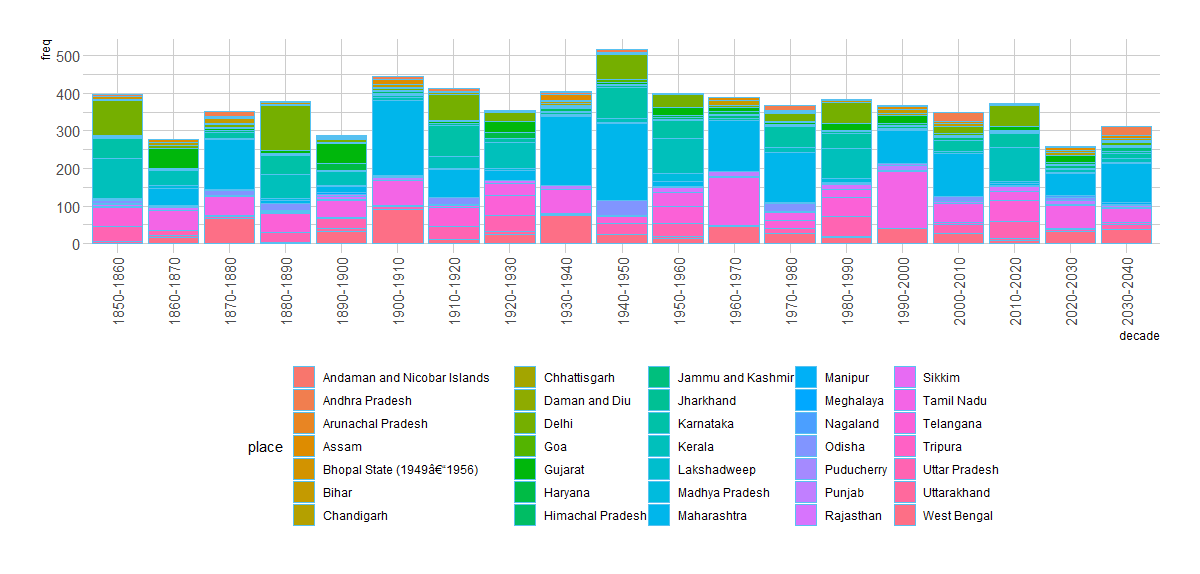 freq
500
400
300
200
100
0
1850-1860
1860-1870
1870-1880
1880-1890
1890-1900
1900-1910
1910-1920
1920-1930
1930-1940
1940-1950
1950-1960
1960-1970
1970-1980
1980-1990
1990-2000
2000-2010
2010-2020
2020-2030
2030-2040
decade
place
Andaman and Nicobar Islands
Andhra Pradesh
Arunachal Pradesh
Assam
Bhopal State (1949â€“1956)
Bihar
Chandigarh
Chhattisgarh
Daman and Diu
Delhi
Goa
Gujarat
Haryana
Himachal Pradesh
Jammu and Kashmir
Jharkhand
Karnataka
Kerala
Lakshadweep
Madhya Pradesh
Maharashtra
Manipur
Meghalaya
Nagaland
Odisha
Puducherry
Punjab
Rajasthan
Sikkim
Tamil Nadu
Telangana
Tripura
Uttar Pradesh
Uttarakhand
West Bengal